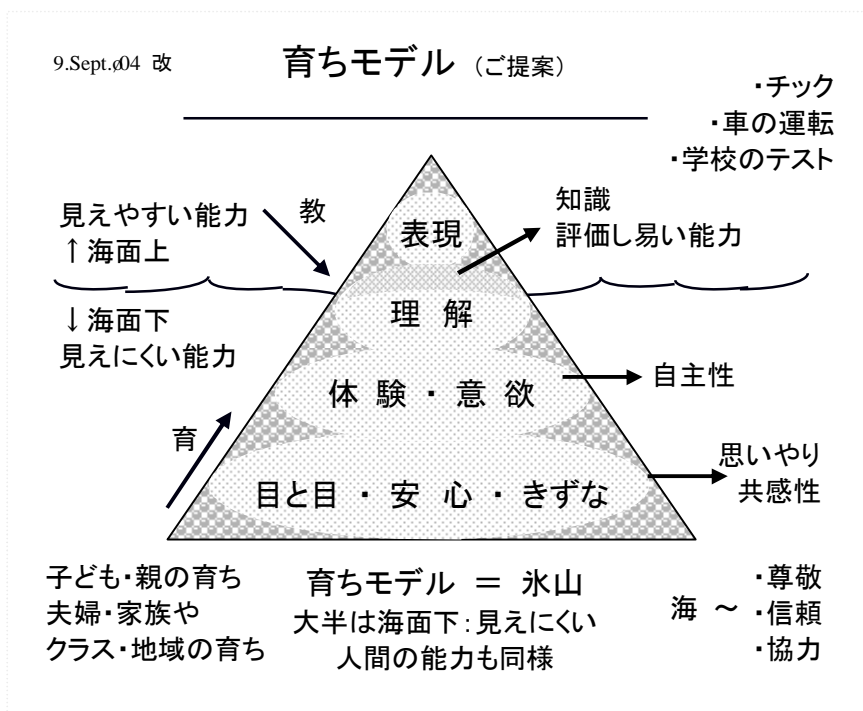 9.Sept.ø04 改
育ちモデル（ご提案）
・チック
・車の運転
・学校のテスト
見えやすい能力
↑海面上
教
表現
知識
評価し易い能力
↓海面下
見えにくい能力
理 解
体 験 ・ 意 欲
自主性
育
目と目 ・ 安 心 ・ きずな
思いやり
共感性
子ども・親の育ち
夫婦・家族や
クラス・地域の育ち
育ちモデル ＝ 氷山
大半は海面下：見えにくい
人間の能力も同様
海 ～
・尊敬
・信頼
・協力